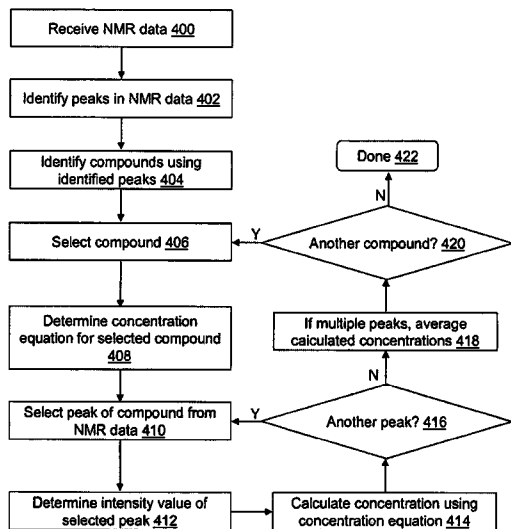 Receive NMR data 400
Identify peaks in NMR data 402
Identify compounds using
identified peaks 404
Select compound 406
Determine concentration
equation for selected compound
408
Select peak of compound from
NMR data 410
Determine intensity value of
selected peak 412
Calculate concentration using
concentration equation 414
Another peak? 416
Y
N
If multiple peaks, average
calculated concentrations 418
Another compound? 420
Y
N
Done 422